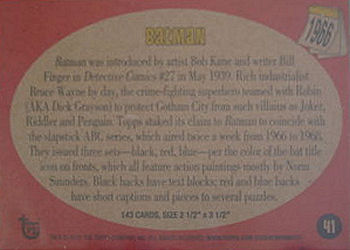 BATMAN
1966
Batman was introduced by artist Bob Kane and writer Bill
Finger in Detective Comics #27 in May 1939. Rich industrialist
Bruce Wayne by day, the crime-fighting superhero teamed with Robin
(AKA Dick Grayson) to protect Gotham City from such villains as Joker,
Riddler and Penguin. Topps staked its claim to Batman to coincide with
the slapstick ABC series, which aired twice a week from 1966 to 1968.
They issued three sets—black, red, blue—per the color of the bat title
icon on fronts, which all feature action paintings mostly by Norm
Saunders. Black backs have text blocks; red and blue backs
have short captions and pieces to several puzzles.
143 CARDS, SIZE 2 1/2" x 3 1/2"
41